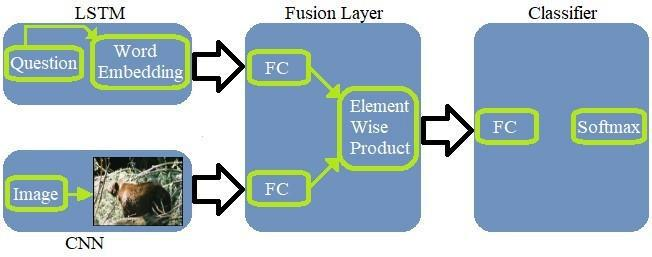 LSTM
Fusion Layer
Classifier
Question
Word
Embedding
FC
Element
Wise
Product
FC
Softmax
Image
FC
CNN